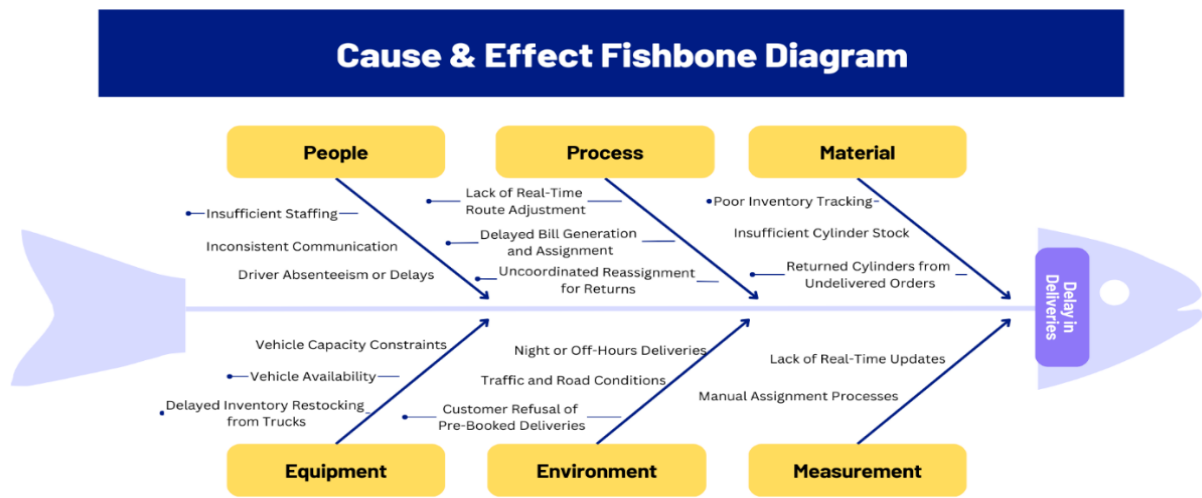 Cause & Effect Fishbone Diagram
People
Process
Material
Insufficient Staffing
Inconsistent Communication
Driver Absenteeism or Delays
Lack of Real-Time
Route Adjustment
Delayed Bill Generation
and Assignment
Uncoordinated Reassignment
for Returns
Poor Inventory Tracking
Insufficient Cylinder Stock
Returned Cylinders from
Undelivered Orders
Delay in
Deliveries
Vehicle Capacity Constraints
Vehicle Availability
Delayed Inventory Restocking
from Trucks
Night or Off-Hours Deliveries
Traffic and Road Conditions
Customer Refusal of
Pre-Booked Deliveries
Lack of Real-Time Updates
Manual Assignment Processes
Equipment
Environment
Measurement